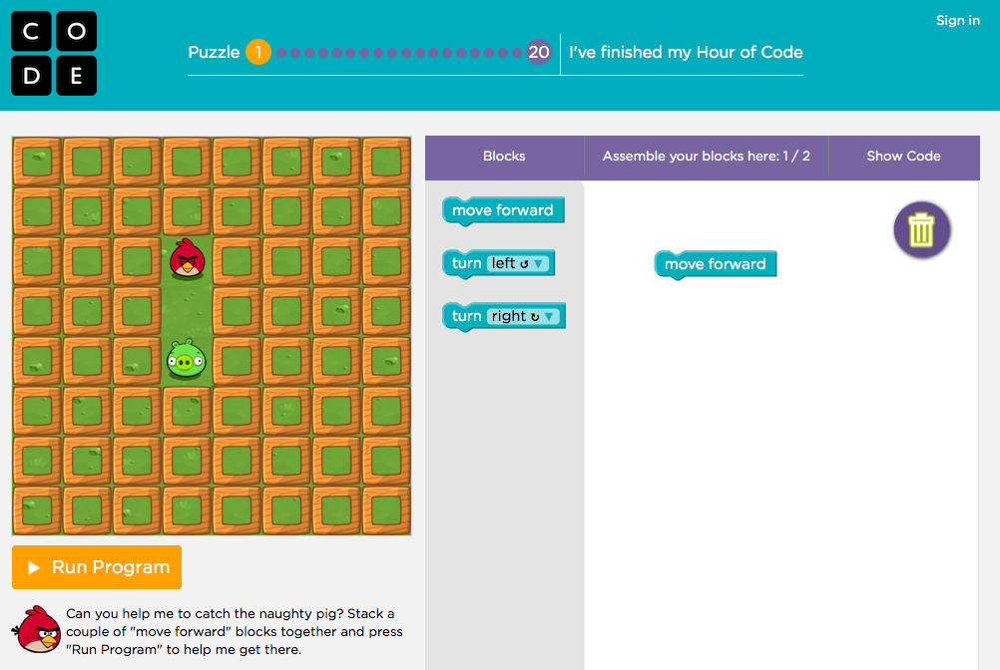 C O
D E
Sign in
Puzzle 1 20 I've finished my Hour of Code
Blocks
Assemble your blocks here: 1 / 2
Show Code
move forward
turn left ↺ ▼
turn right ↻ ▼
move forward
Run Program
Can you help me to catch the naughty pig? Stack a
couple of "move forward" blocks together and press
"Run Program" to help me get there.